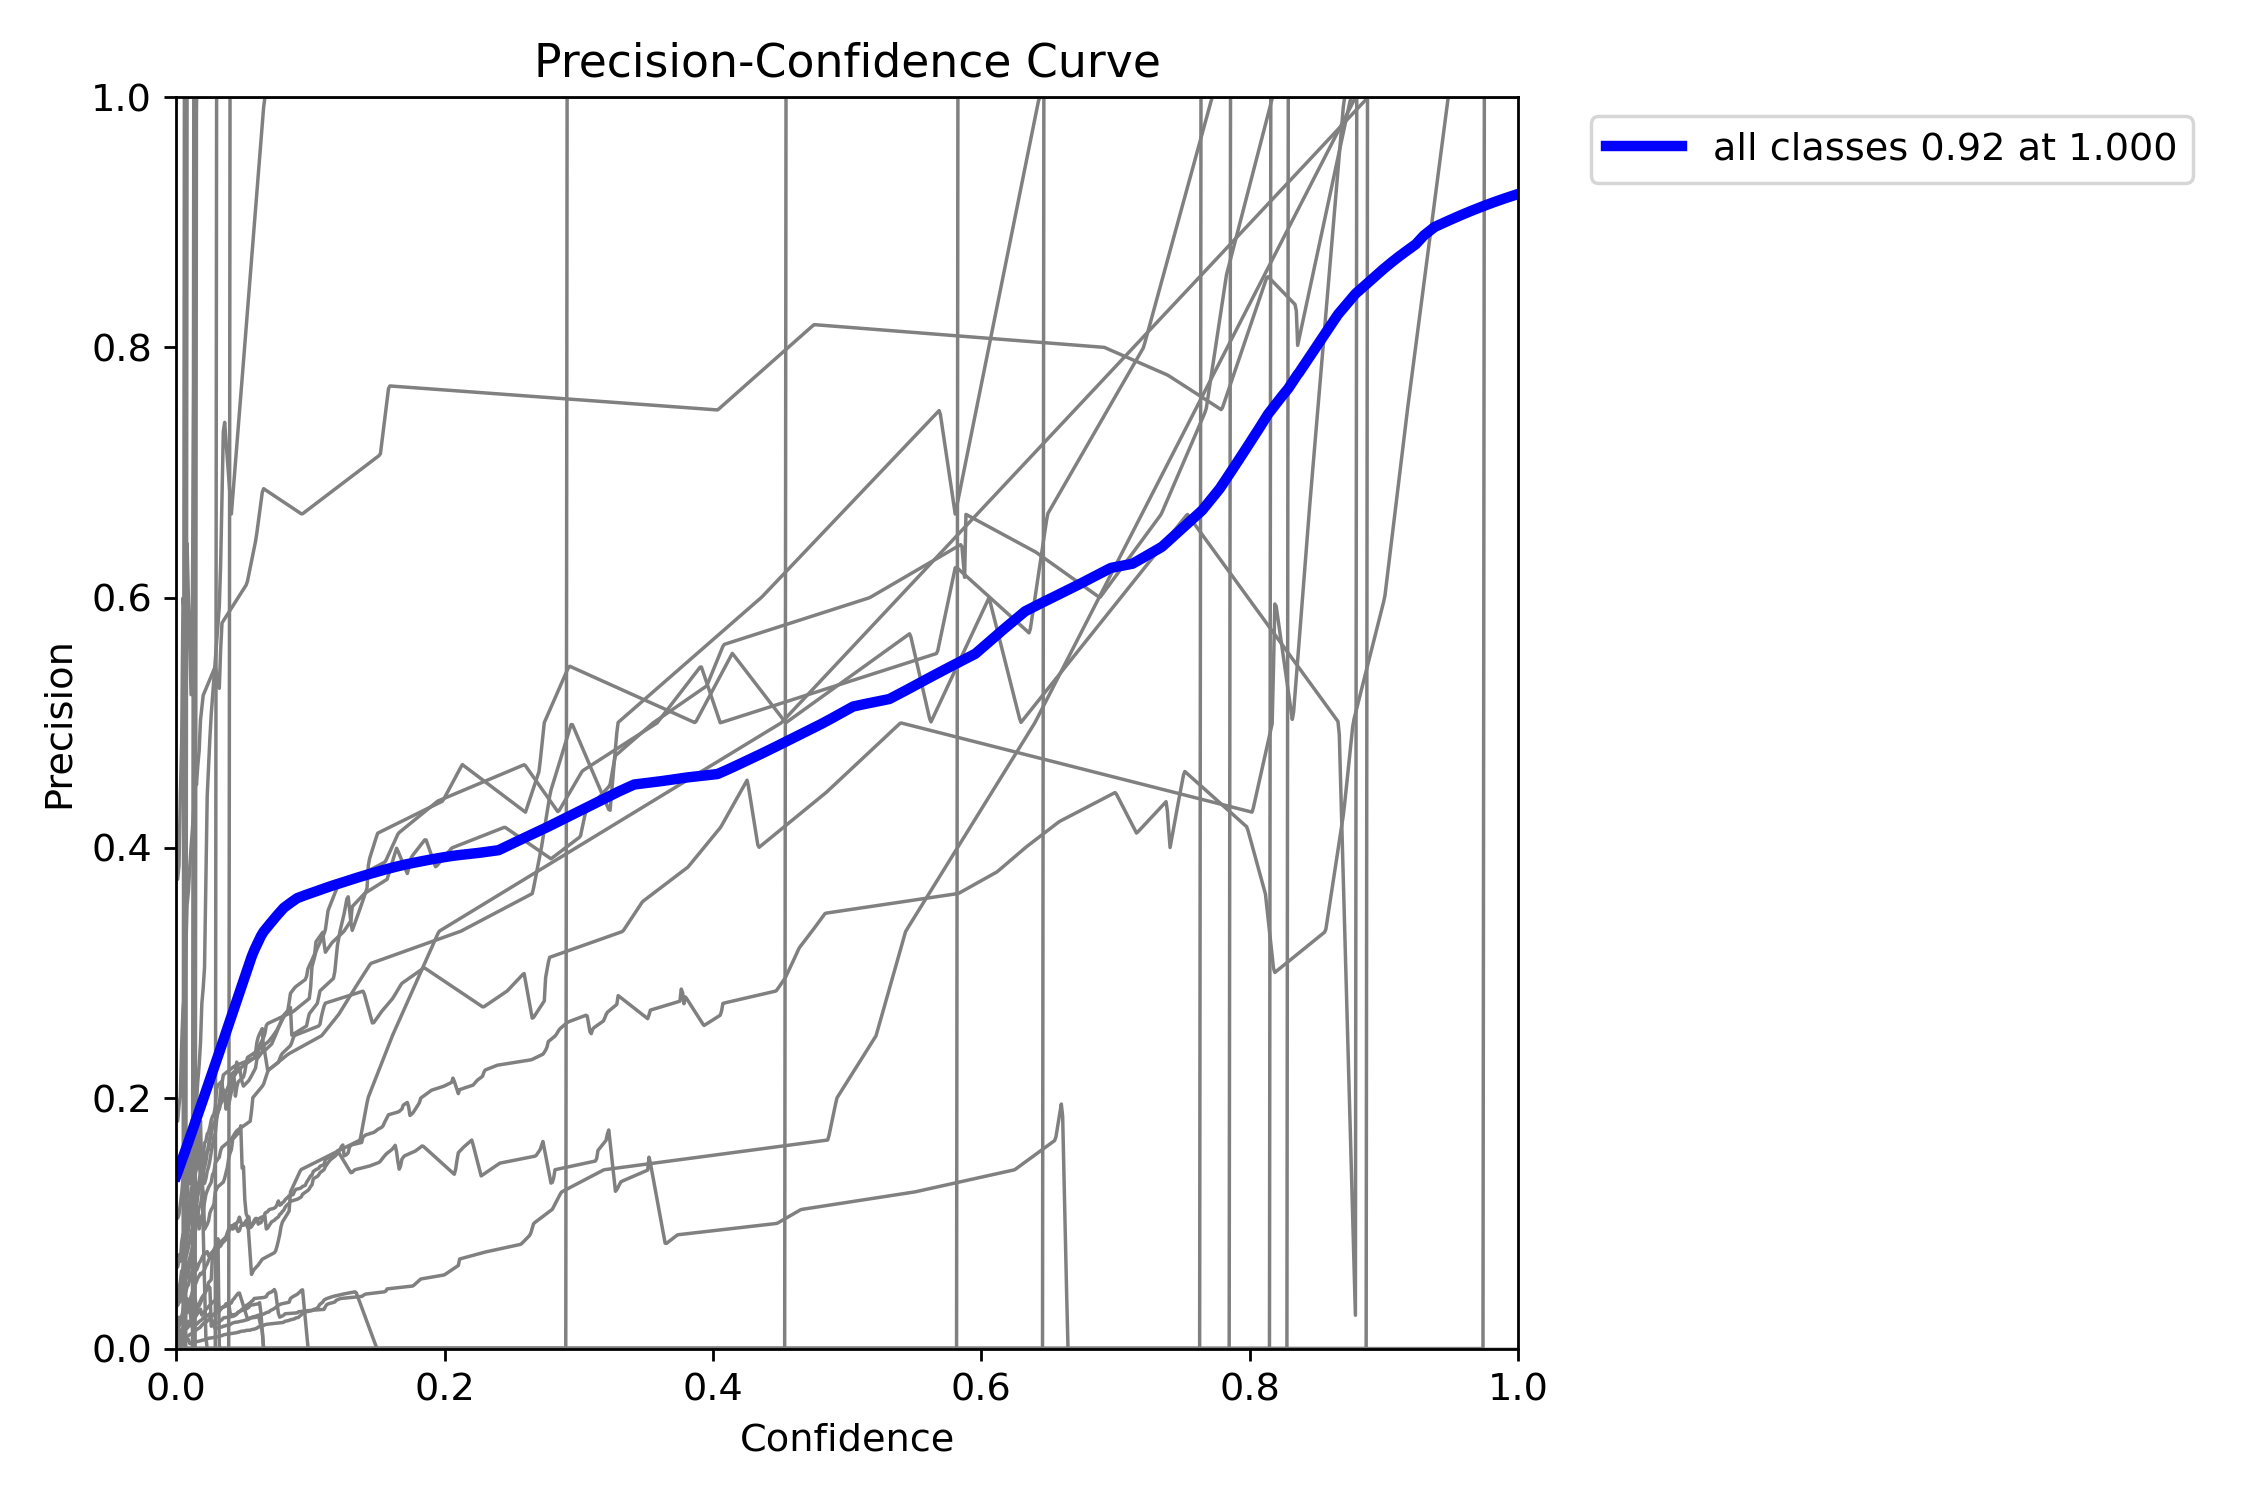 Precision-Confidence Curve
all classes 0.92 at 1.000
1.0
0.8
0.6
0.4
0.2
0.0
Precision
0.0 0.2 0.4 0.6 0.8 1.0
Confidence